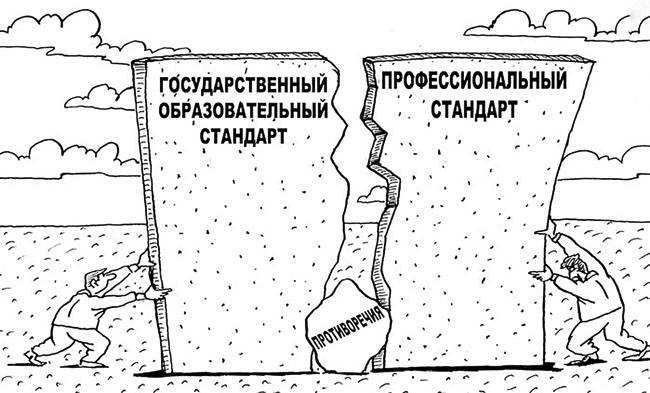 ГОСУДАРСТВЕННЫЙ
ОБРАЗОВАТЕЛЬНЫЙ
СТАНДАРТ
ПРОФЕССИОНАЛЬНЫЙ
СТАНДАРТ
ПРОТИВОРЕЧИЯ